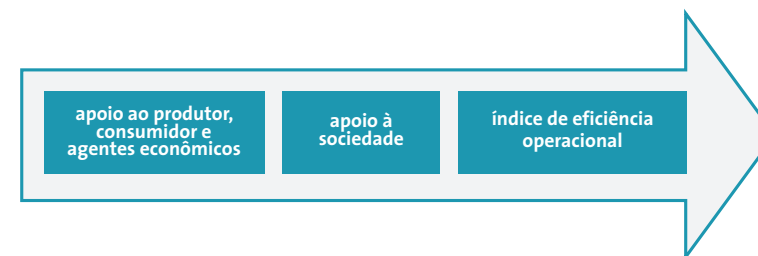 apoio ao produtor,
consumidor e
agentes econômicos
apoio à
sociedade
índice de eficiência
operacional